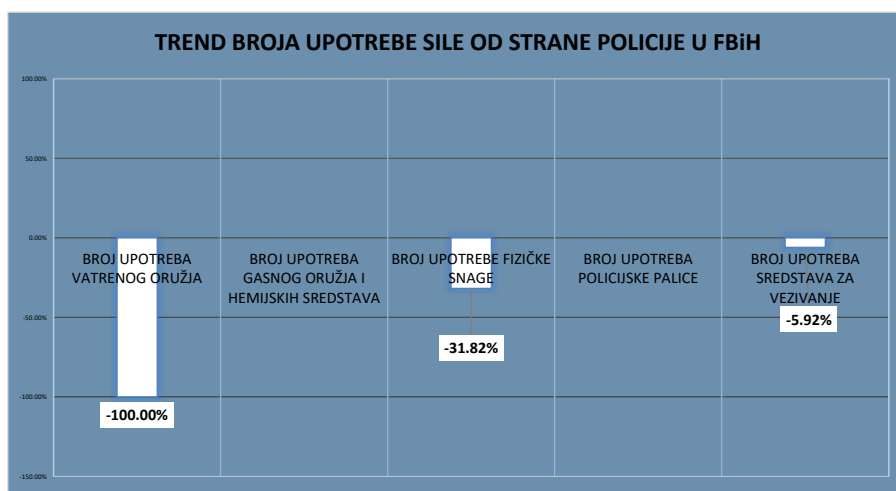 TREND BROJA UPOTREBE SILE OD STRANE POLICIJE U FBiH
100.00%
50.00%
0.00%
-50.00%
-100.00%
-150.00%
BROJ UPOTREBA
VATRENOG ORUŽJA
BROJ UPOTREBA
GASNOG ORUŽJA I
HEMIJSKIH SREDSTAVA
BROJ UPOTREBE FIZIČKE
SNAGE
BROJ UPOTREBA
POLICIJSKE PALICE
BROJ UPOTREBA
SREDSTAVA ZA
VEZIVANJE
-100.00%
-31.82%
-5.92%